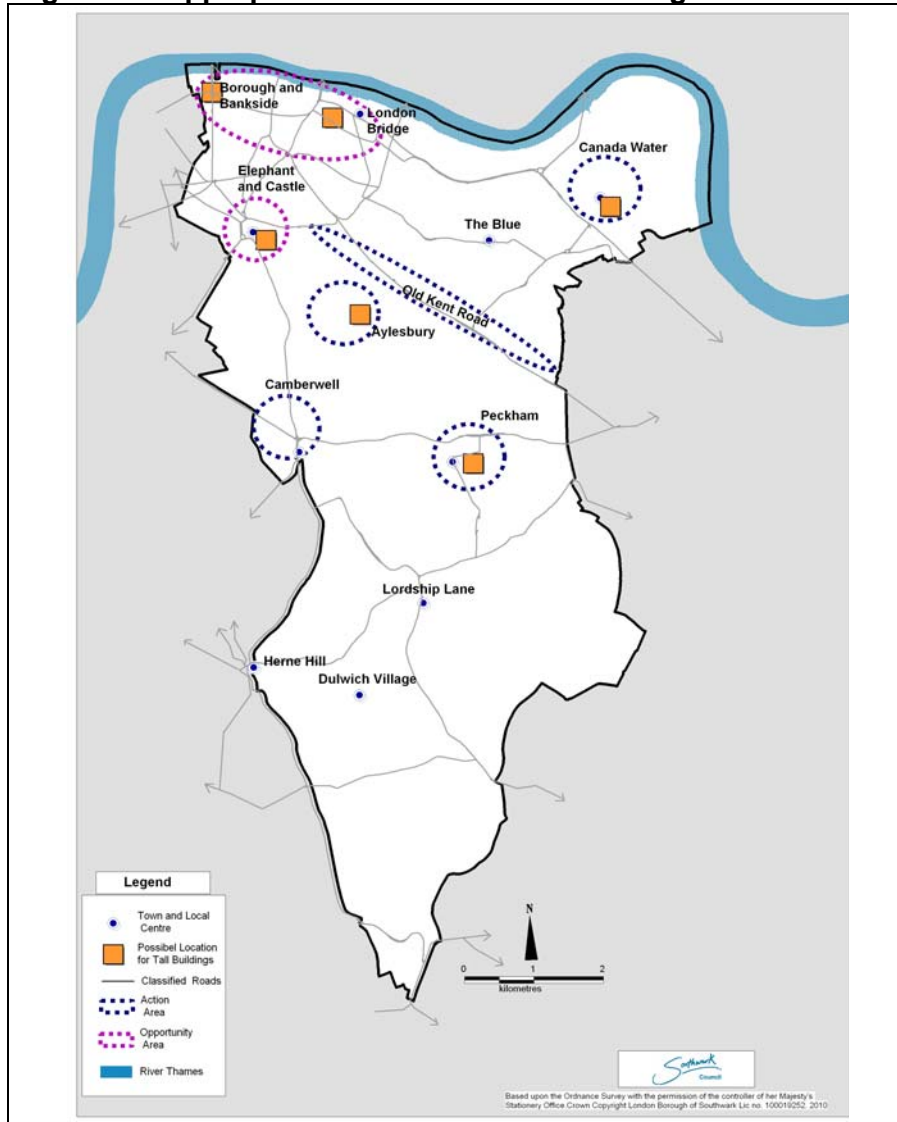 Borough and
Bankside
London
Bridge
Canada Water
Elephant
and Castle
The Blue
Old Kent Road
Aylesbury
Camberwell
Peckham
Lordship Lane
Herne Hill
Dulwich Village
Legend
Town and Local
Centre
Possibel Location
for Tall Buildings
Classified Roads
Action
Area
Opportunity
Area
River Thames
N
0 1 2
kilometres
Southwark
Council
Based upon the Ordnance Survey with the permission of the controller of her Majesty's
Stationery Office Crown Copyright London Borough of Southwark Lic no. 100019252. 2010